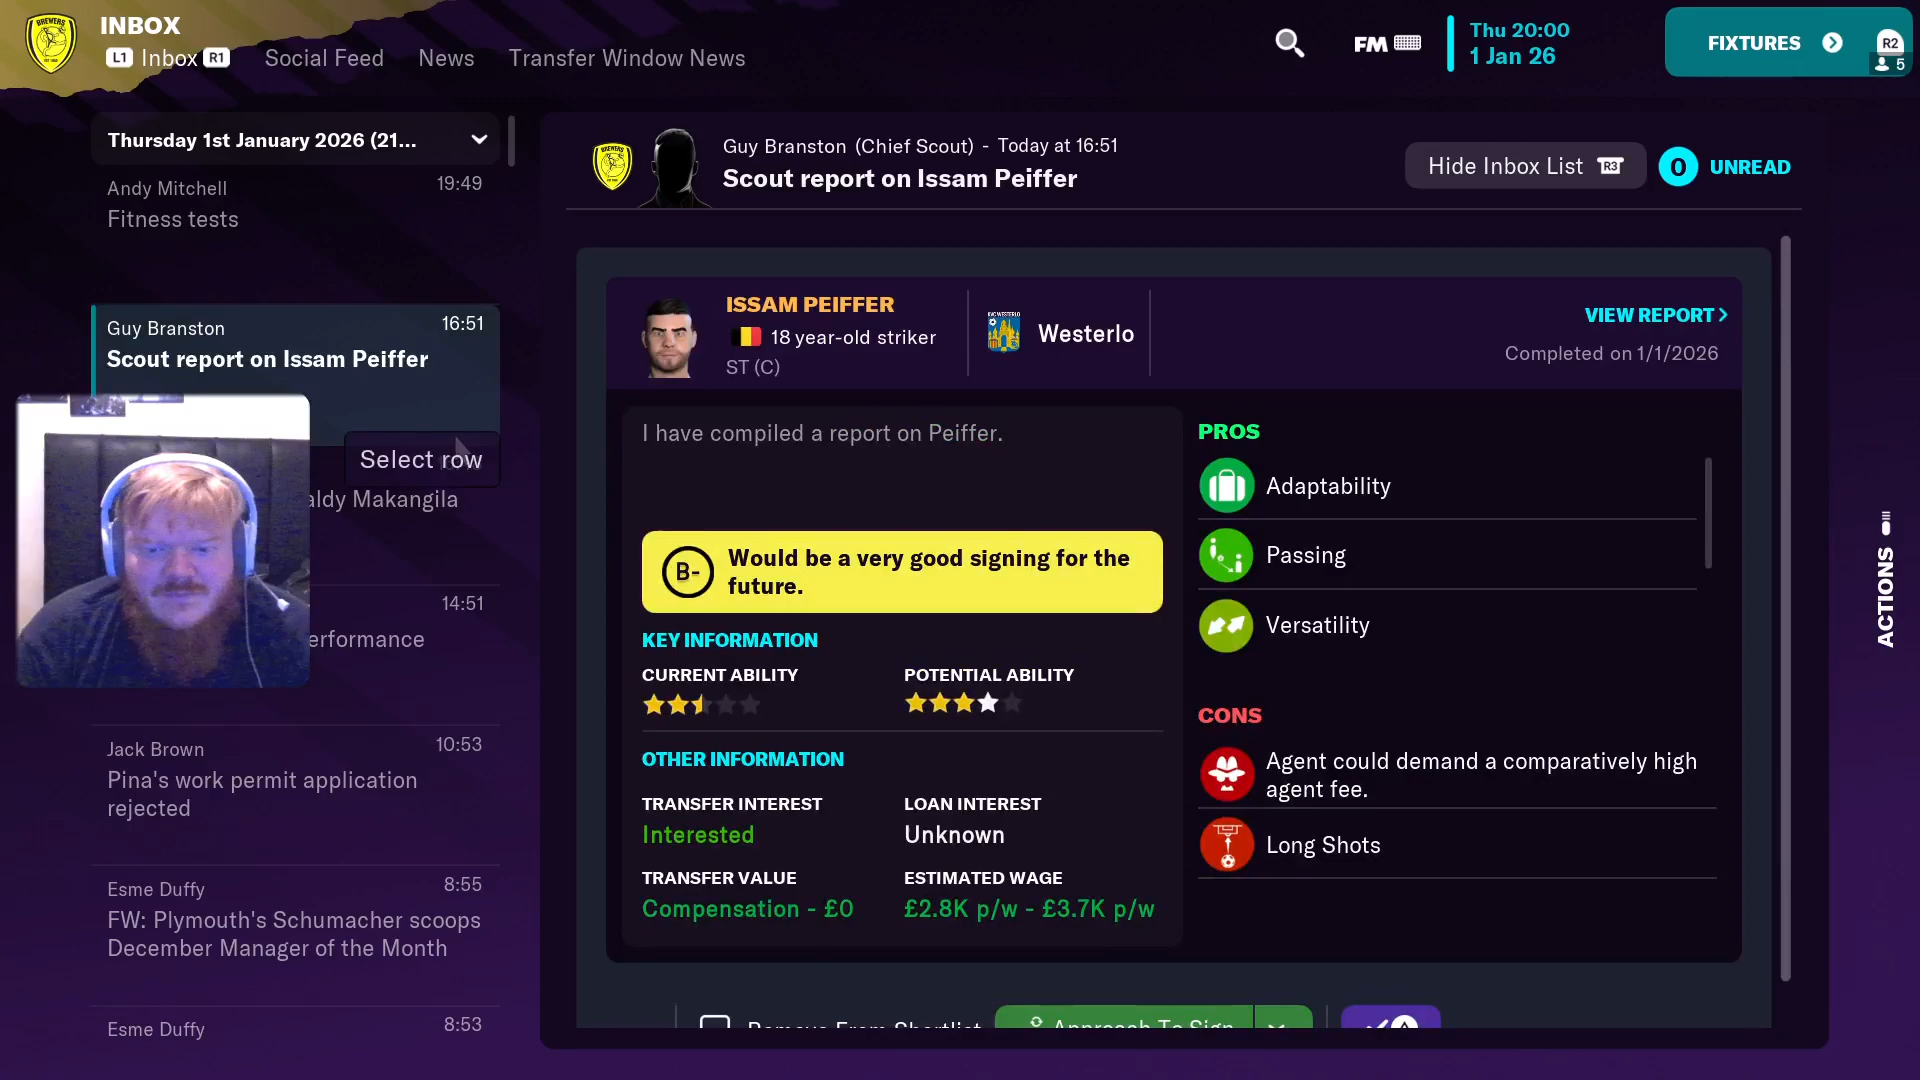 INBOX
L1 Inbox R1 Social Feed News Transfer Window News
FM
Thu 20:00
1 Jan 26
FIXTURES
R2
5
Thursday 1st January 2026 (21...
Andy Mitchell 19:49
Fitness tests
Guy Branston 16:51
Scout report on Issam Peiffer
Select row
aldy Makangila
14:51
erformance
Jack Brown 10:53
Pina's work permit application
rejected
Esme Duffy 8:55
FW: Plymouth's Schumacher scoops
December Manager of the Month
Esme Duffy 8:53
BREWERS
Guy Branston (Chief Scout) - Today at 16:51
Scout report on Issam Peiffer
Hide Inbox List R3
0 UNREAD
ISSAM PEIFFER
18 year-old striker
ST (C)
Westerlo
VIEW REPORT >
Completed on 1/1/2026
I have compiled a report on Peiffer.
B-
Would be a very good signing for the
future.
KEY INFORMATION
CURRENT ABILITY POTENTIAL ABILITY
OTHER INFORMATION
TRANSFER INTEREST LOAN INTEREST
Interested Unknown
TRANSFER VALUE ESTIMATED WAGE
Compensation - £0 £2.8K p/w - £3.7K p/w
PROS
Adaptability
Passing
Versatility
CONS
Agent could demand a comparatively high
agent fee.
Long Shots
Remove From Shortlist
Approach To Sign
ACTIONS